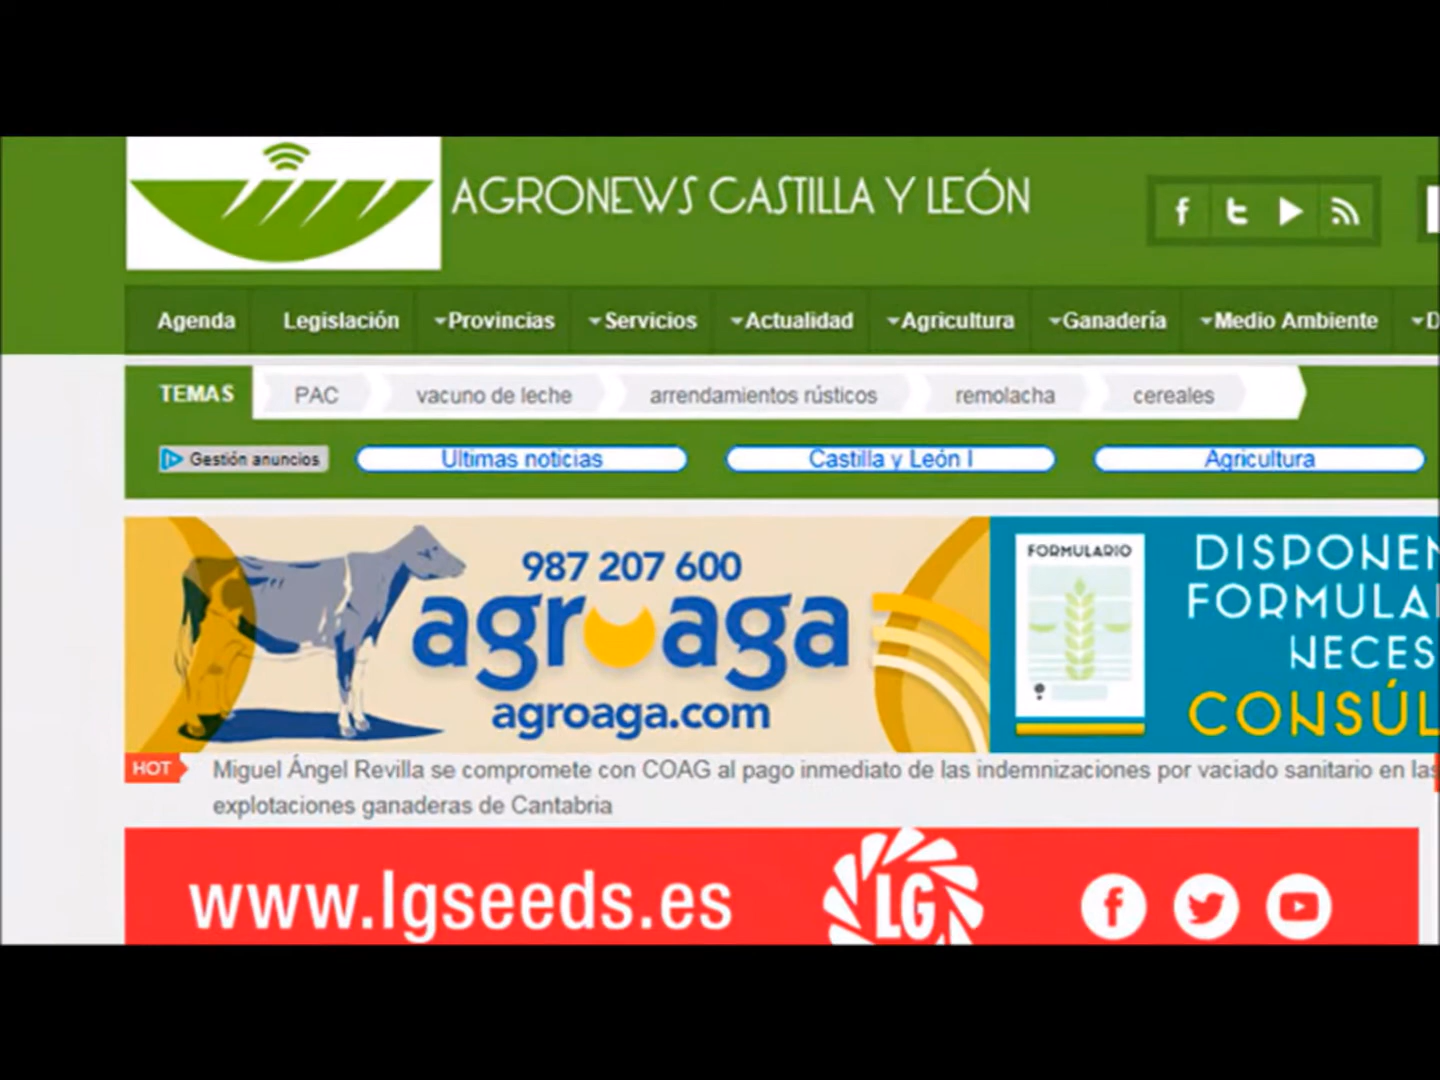 AGRONEWS CASTILLA Y LEÓN
Agenda Legislación Provincias Servicios Actualidad Agricultura Ganadería Medio Ambiente D
TEMAS PAC vacuno de leche arrendamientos rústicos remolacha cereales
Gestión anuncios Ultimas noticias Castilla y León I Agricultura
987 207 600
agroaga
agroaga.com
FORMULARIO
DISPONEN
FORMULA
NECES
CONSÚL
HOT Miguel Ángel Revilla se compromete con COAG al pago inmediato de las indemnizaciones por vaciado sanitario en las
explotaciones ganaderas de Cantabria
www.lgseeds.es LG